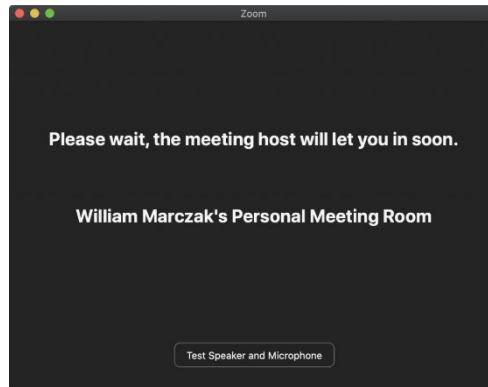 Zoom
Please wait, the meeting host will let you in soon.
William Marczak's Personal Meeting Room
Test Speaker and Microphone